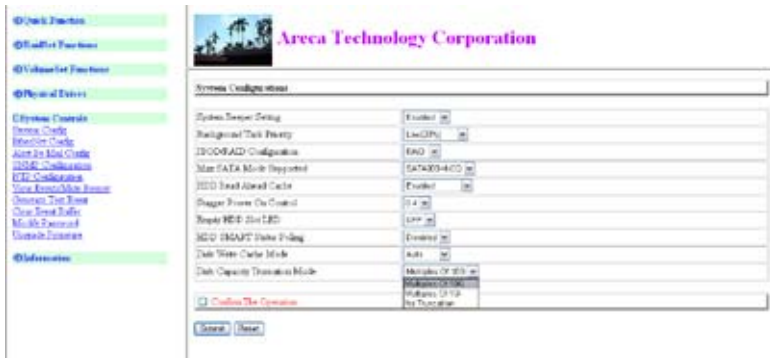 Quick Function
RaidSet Functions
VolumeSet Functions
Physical Drives
System Controls
System Config
EtherNet Config
Alert By Mail Config
SNMP Configuration
NTP Configuration
View Events/Mute Beeper
Generate Test Event
Clear Event Buffer
Modify Password
Upgrade Firmware
Information
Areca Technology Corporation
System Configurations
System Beeper Setting Enabled
Background Task Priority Low(20%)
JBOD/RAID Configuration RAID
Max SATA Mode Supported SATA300+NCQ
HDD Read Ahead Cache Enabled
Stagger Power On Control 0.4
Empty HDD Slot LED OFF
HDD SMART Status Polling Disabled
Disk Write Cache Mode Auto
Disk Capacity Truncation Mode Multiples Of 10G
Multiples Of 10G
Multiples Of 1G
No Truncation
Confirm The Operation
Submit Reset